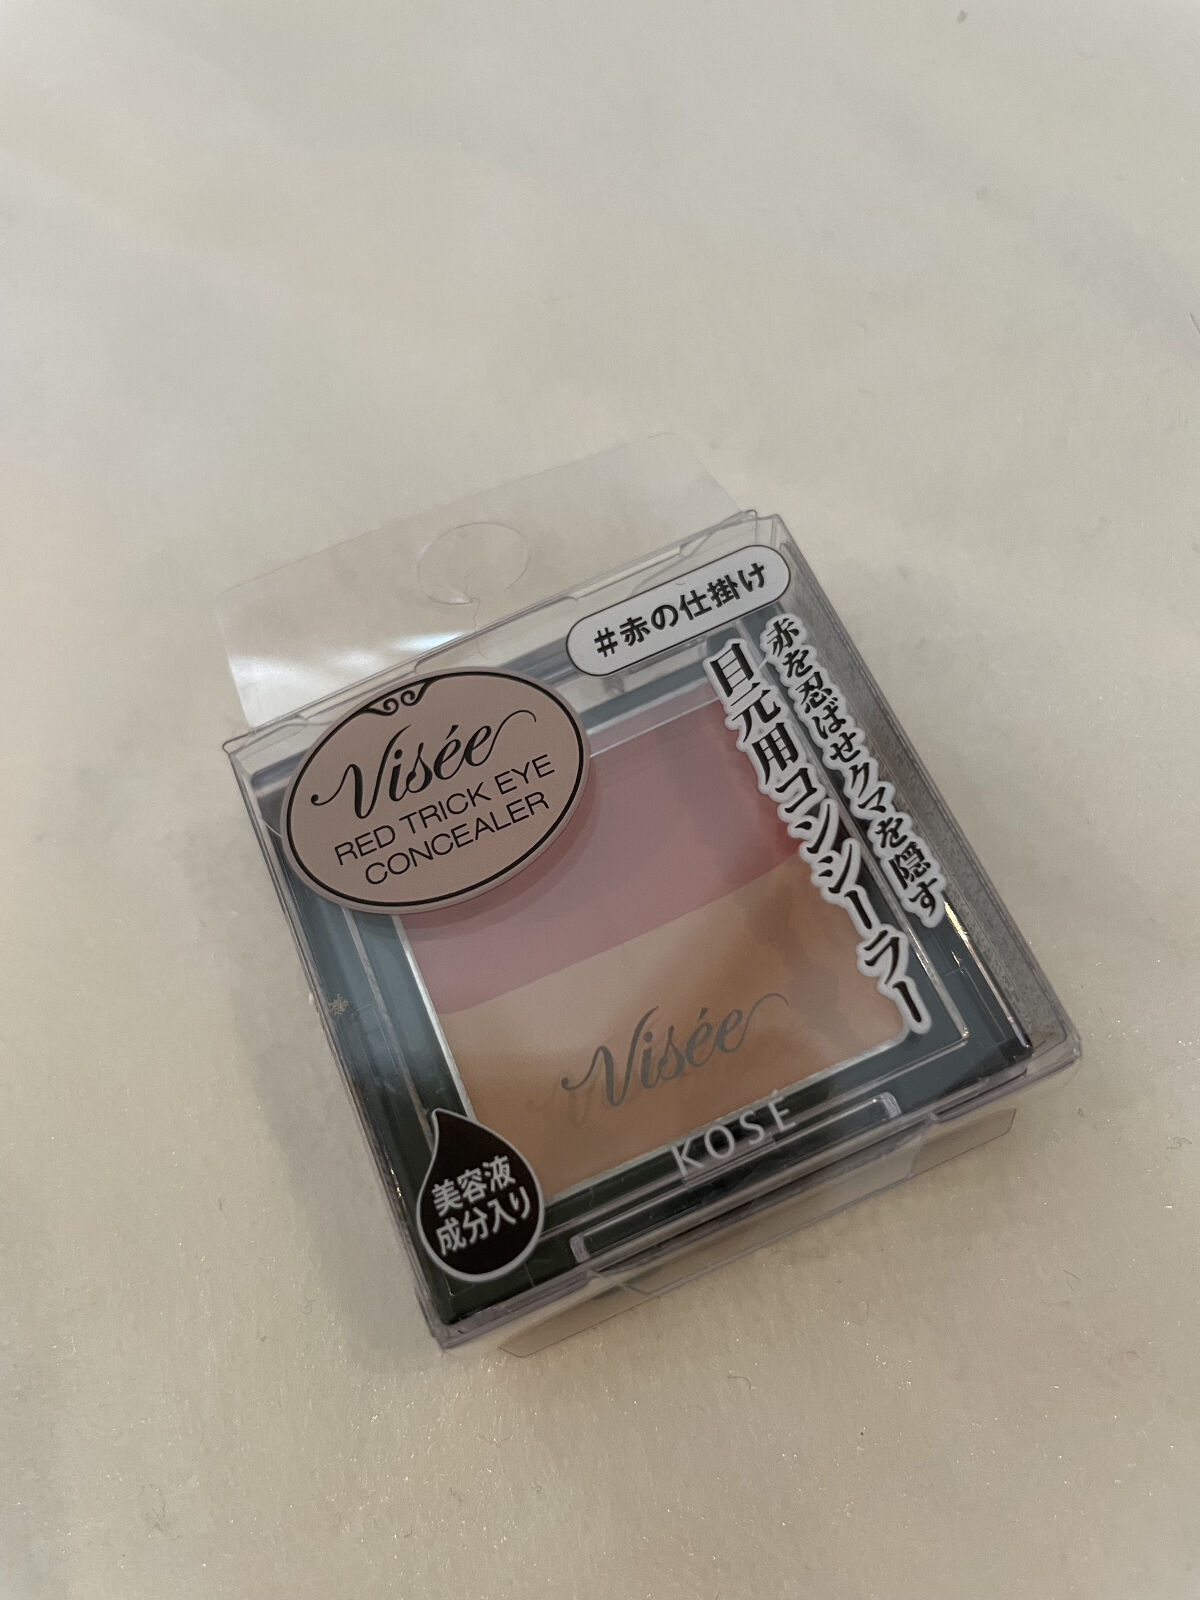 #赤の仕掛け
赤を忍ばせクマを隠す
目元用コンシーラー
Visée
RED TRICK EYE
CONCEALER
Visée
KOSÉ
美容液
成分入り